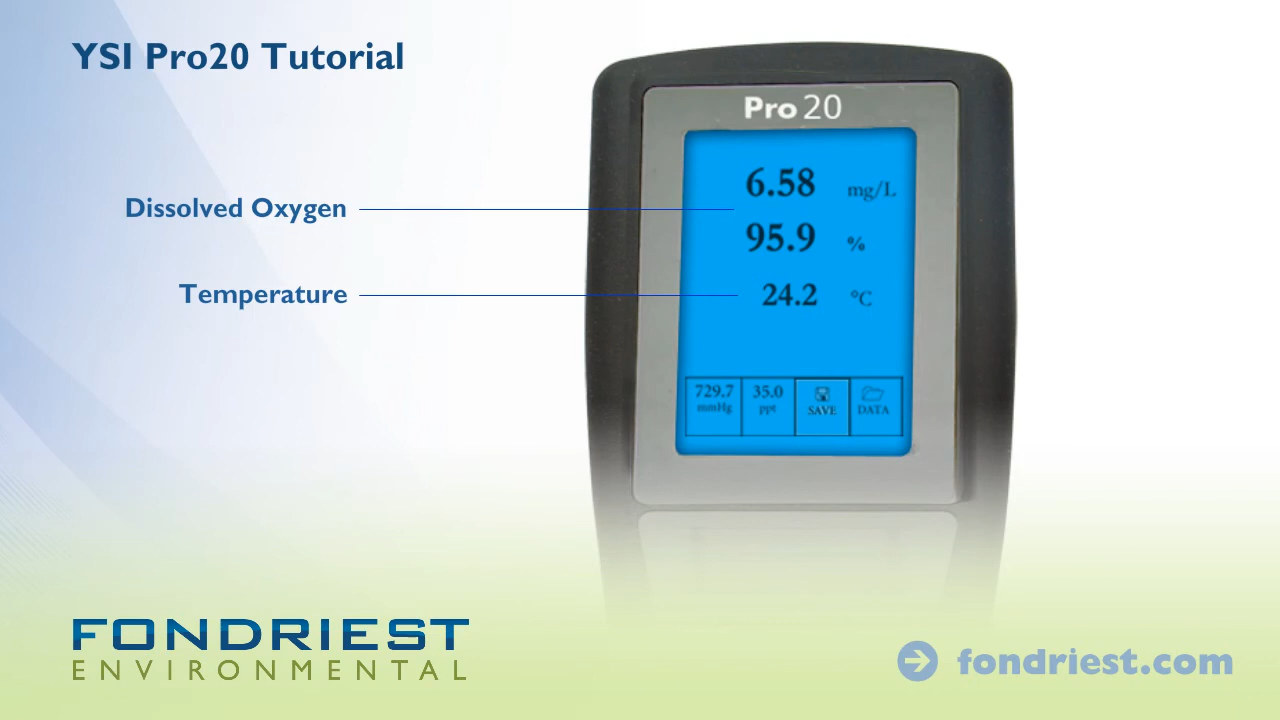 YSI Pro20 Tutorial
Pro 20
Dissolved Oxygen
6.58 mg/L
95.9 %
Temperature
24.2 °C
729.7 35.0
mmHg ppt SAVE DATA
FONDRIEST
ENVIRONMENTAL
fondriest.com